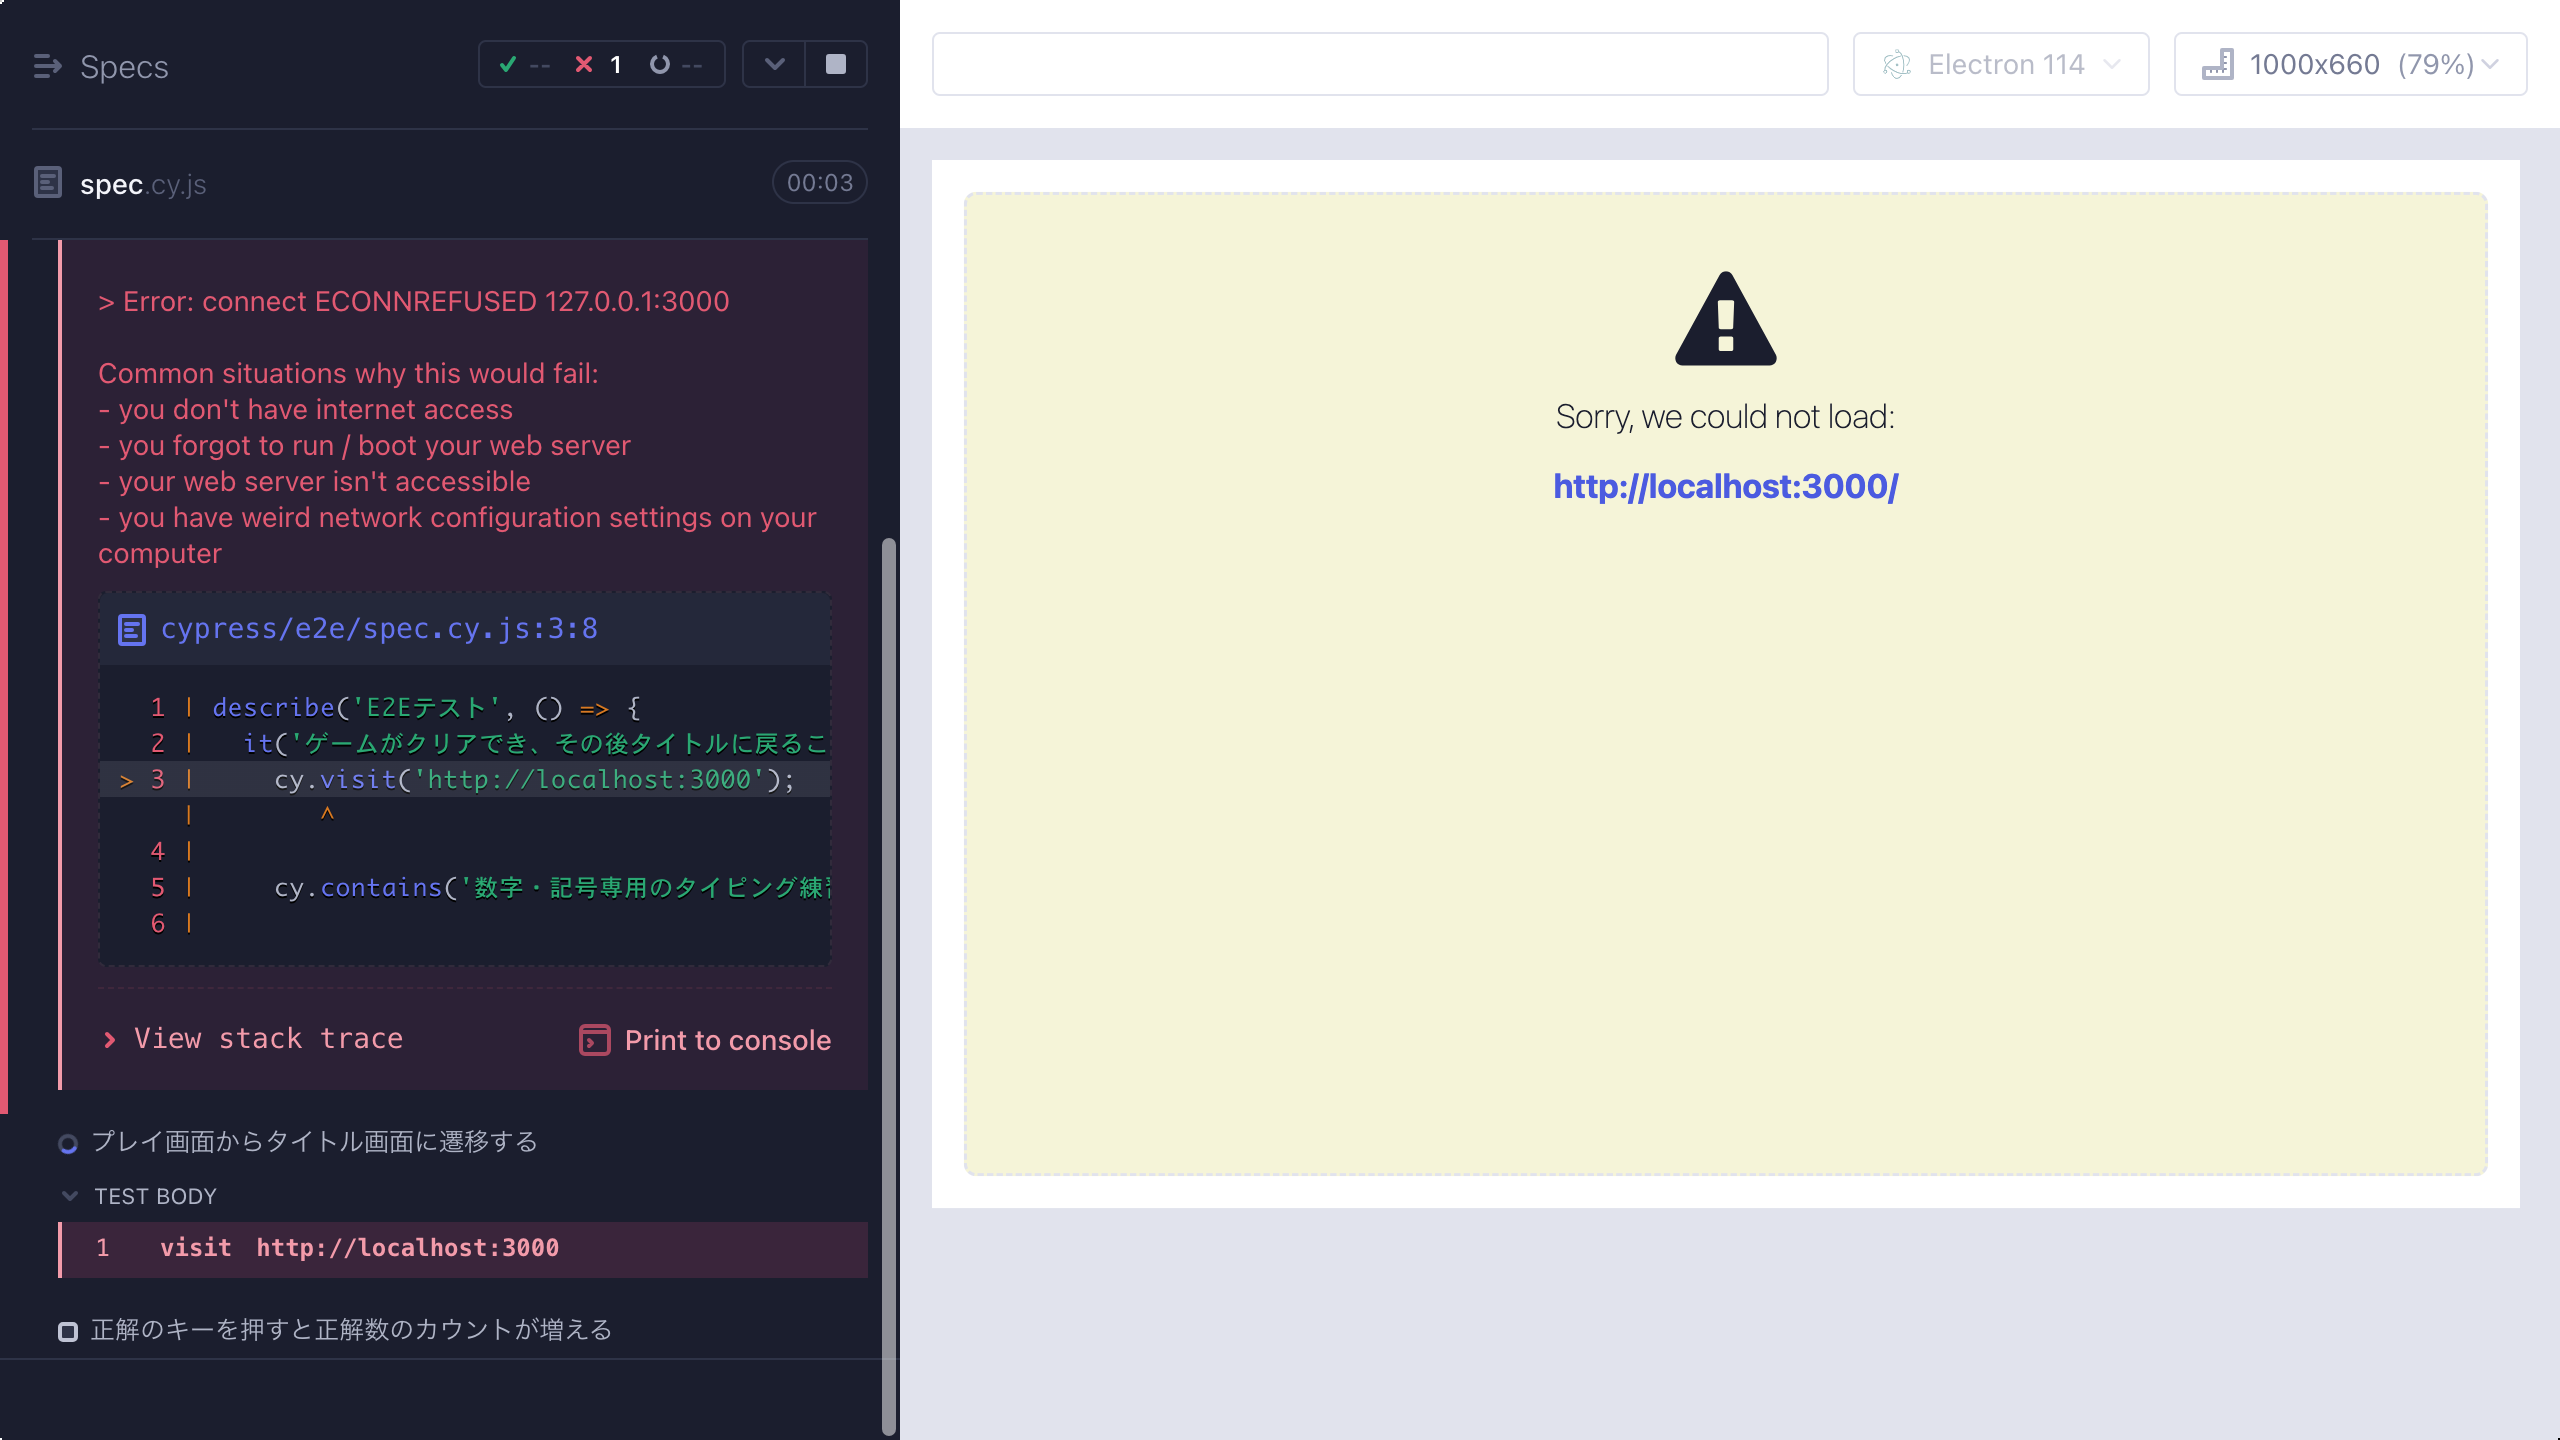 Specs
-- 1 --
spec.cy.js 00:03
> Error: connect ECONNREFUSED 127.0.0.1:3000
Common situations why this would fail:
- you don't have internet access
- you forgot to run / boot your web server
- your web server isn't accessible
- you have weird network configuration settings on your
computer
cypress/e2e/spec.cy.js:3:8
1 | describe('E2Eテスト', () => {
2 | it('ゲームがクリアでき、その後タイトルに戻るこ
> 3 | cy.visit('http://localhost:3000');
| ^
4 |
5 | cy.contains('数字・記号専用のタイピング練
6 |
View stack trace
Print to console
プレイ画面からタイトル画面に遷移する
TEST BODY
1 visit http://localhost:3000
正解のキーを押すと正解数のカウントが増える
Electron 114
1000x660 (79%)
Sorry, we could not load:
http://localhost:3000/